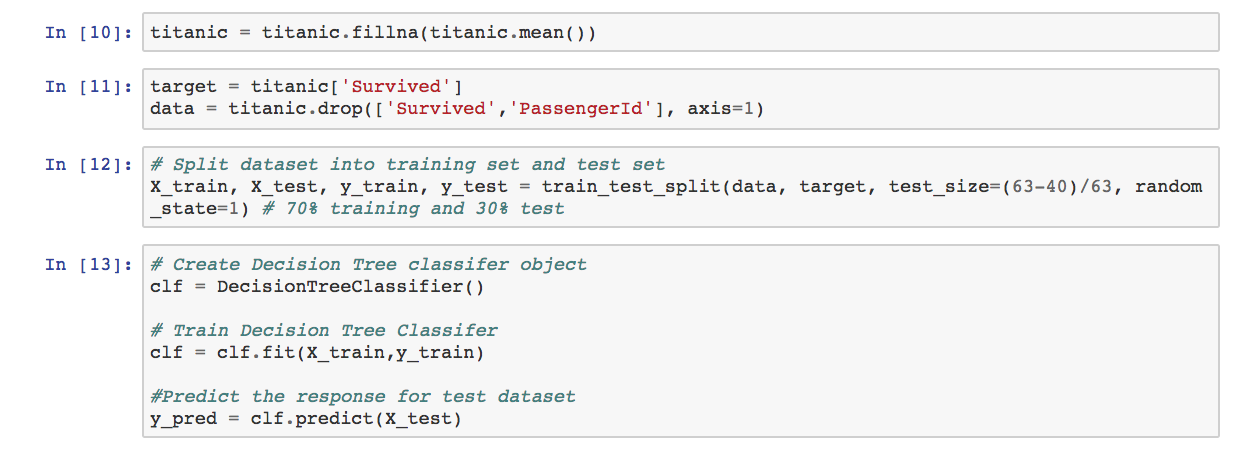 In [10]: titanic = titanic.fillna(titanic.mean())
In [11]: target = titanic['Survived']
data = titanic.drop(['Survived','PassengerId'], axis=1)
In [12]: # Split dataset into training set and test set
X_train, X_test, y_train, y_test = train_test_split(data, target, test_size=(63-40)/63, random
_state=1) # 70% training and 30% test
In [13]: # Create Decision Tree classifer object
clf = DecisionTreeClassifier()
# Train Decision Tree Classifer
clf = clf.fit(X_train,y_train)
#Predict the response for test dataset
y_pred = clf.predict(X_test)